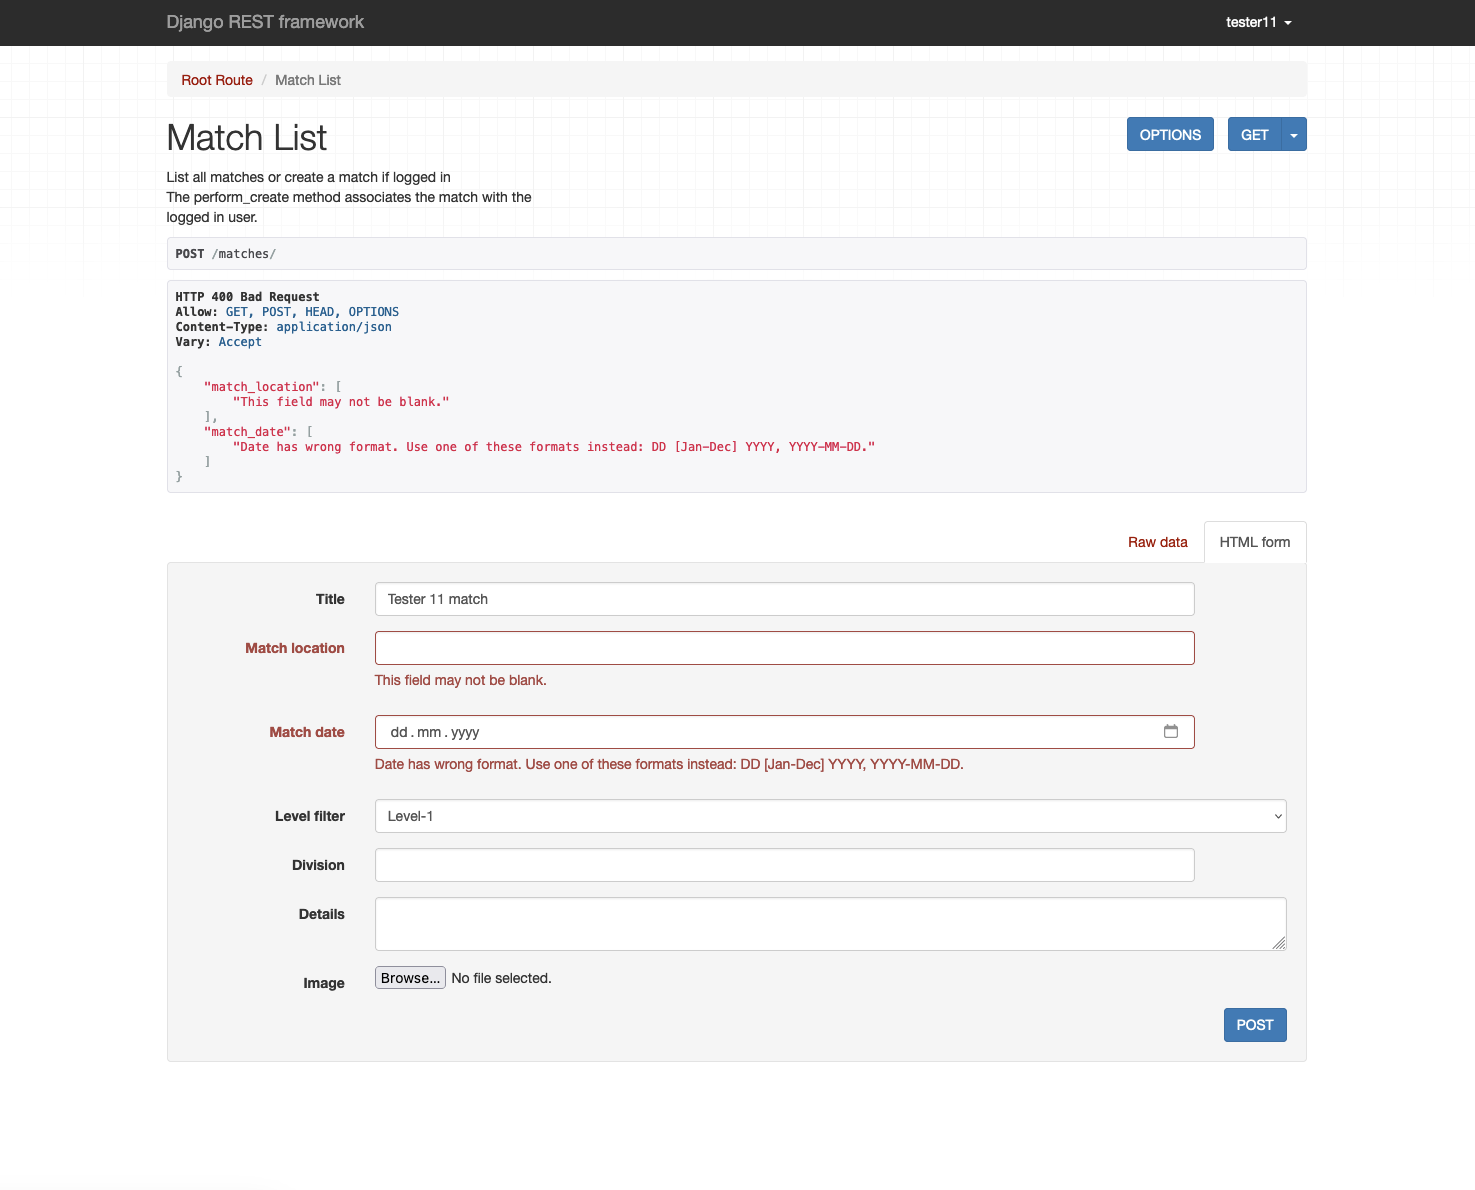 Django REST framework
tester11
Root Route / Match List
Match List
OPTIONS
GET
List all matches or create a match if logged in
The perform_create method associates the match with the
logged in user.
POST /matches/
HTTP 400 Bad Request
Allow: GET, POST, HEAD, OPTIONS
Content-Type: application/json
Vary: Accept
{
    "match_location": [
        "This field may not be blank."
    ],
    "match_date": [
        "Date has wrong format. Use one of these formats instead: DD [Jan-Dec] YYYY, YYYY-MM-DD."
    ]
}
Raw data
HTML form
Title
Tester 11 match
Match location
This field may not be blank.
Match date
dd . mm . yyyy
Date has wrong format. Use one of these formats instead: DD [Jan-Dec] YYYY, YYYY-MM-DD.
Level filter
Level-1
Division
Details
Image
Browse... No file selected.
POST